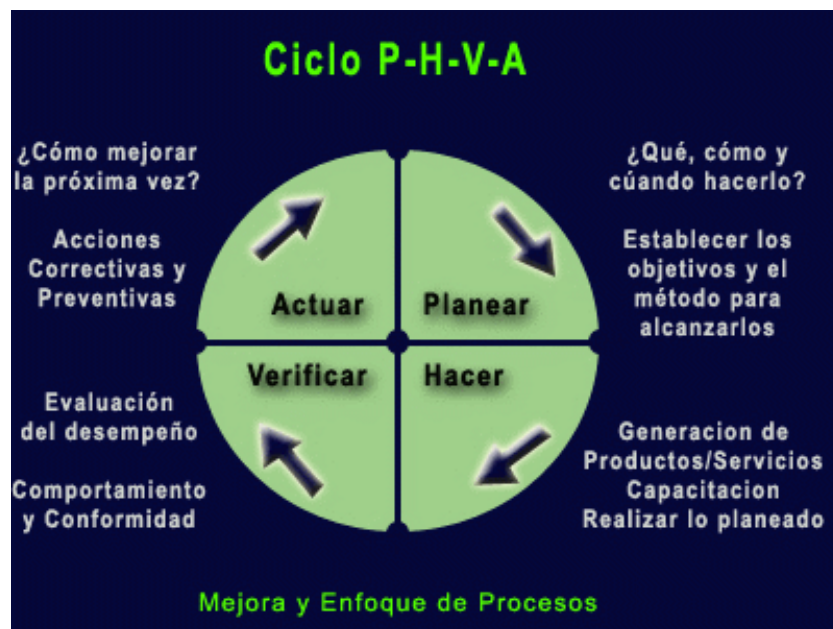 Ciclo P-H-V-A
¿Cómo mejorar
la próxima vez?
Acciones
Correctivas y
Preventivas
¿Qué, cómo y
cúando hacerlo?
Establecer los
objetivos y el
método para
alcanzarlos
Actuar
Planear
Verificar
Hacer
Evaluación
del desempeño
Comportamiento
y Conformidad
Generacion de
Productos/Servicios
Capacitacion
Realizar lo planeado
Mejora y Enfoque de Procesos